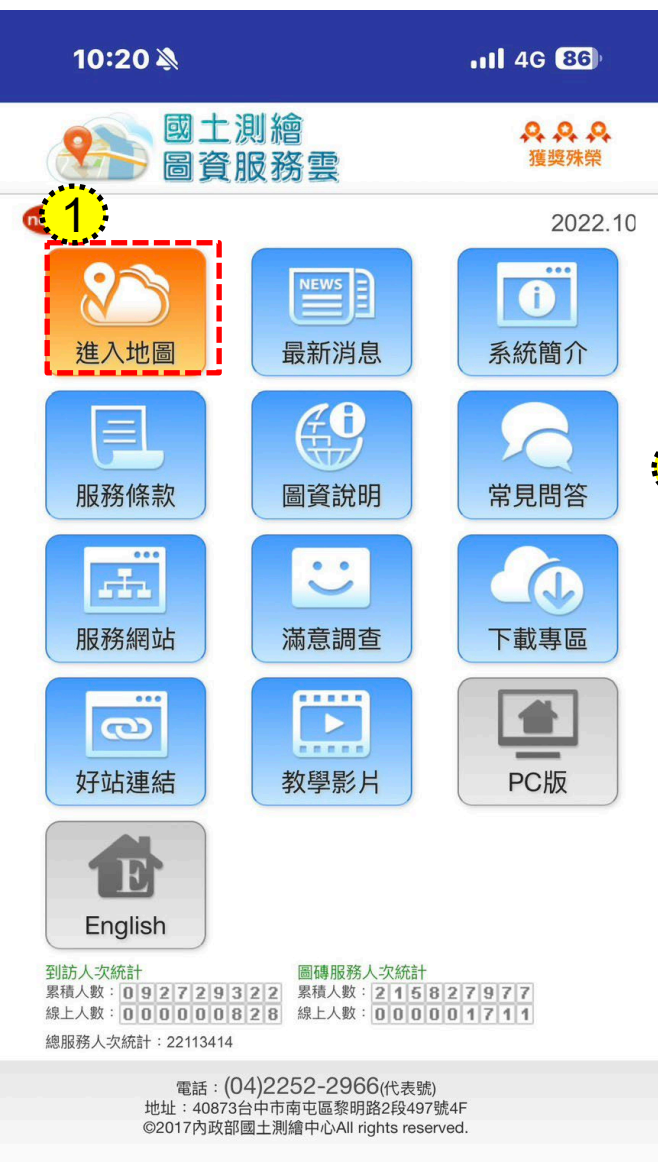 10:20
4G 86
國土測繪
圖資服務雲
獲獎殊榮
1
2022.10
進入地圖
NEWS
最新消息
系統簡介
服務條款
圖資說明
常見問答
服務網站
滿意調查
下載專區
好站連結
教學影片
PC版
E
English
到訪人次統計
累積人數：092729322
線上人數：000000828
圖磚服務人次統計
累積人數：215827977
線上人數：000001711
總服務人次統計：22113414
電話：(04)2252-2966(代表號)
地址：40873台中市南屯區黎明路2段497號4F
©2017內政部國土測繪中心All rights reserved.